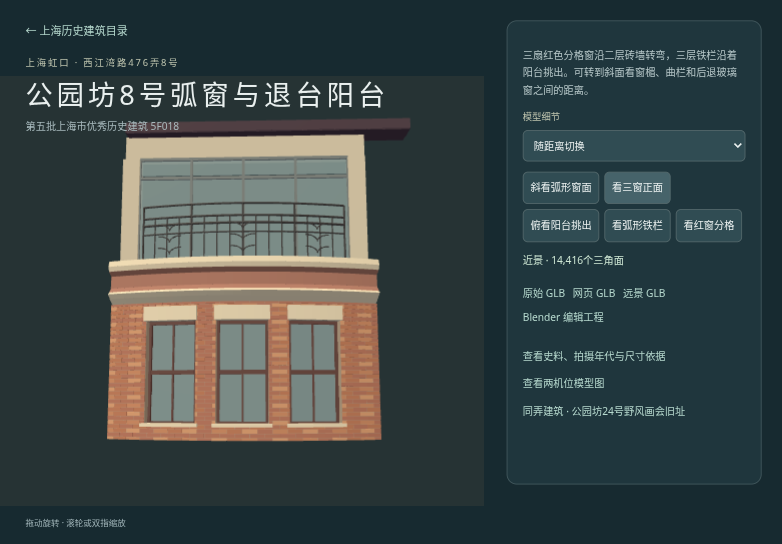 ← 上海历史建筑目录
上海虹口 · 西江湾路476弄8号
公园坊8号弧窗与退台阳台
第五批上海市优秀历史建筑 5F018
三扇红色分格窗沿二层砖墙转弯，三层铁栏沿着
阳台挑出。可转到斜面看窗楣、曲栏和后退玻璃
窗之间的距离。
模型细节
随距离切换
斜看弧形窗面
看三窗正面
俯看阳台挑出
看弧形铁栏
看红窗分格
近景 · 14,416个三角面
原始 GLB 网页 GLB 远景 GLB
Blender 编辑工程
查看史料、拍摄年代与尺寸依据
查看两机位模型图
同弄建筑 · 公园坊24号野风画会旧址
拖动旋转 · 滚轮或双指缩放